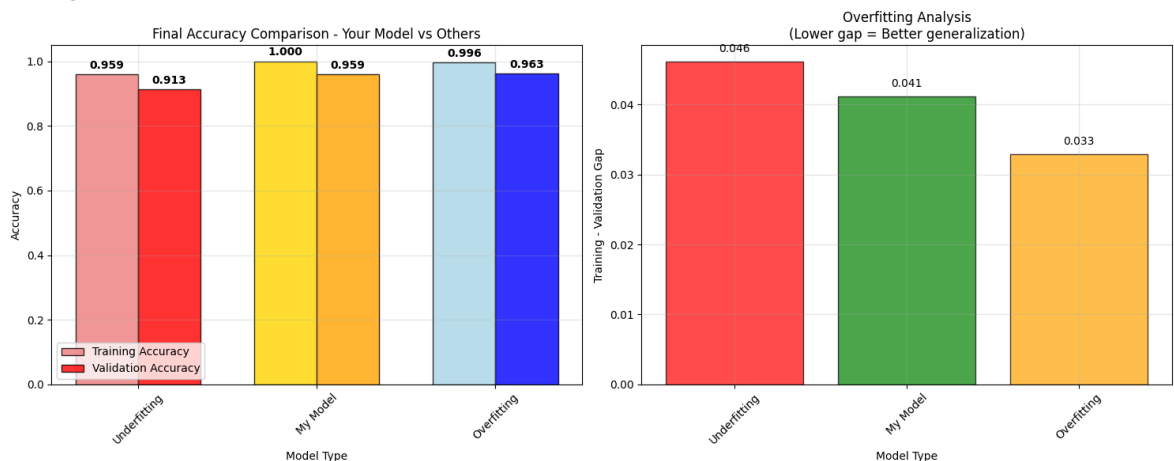 Final Accuracy Comparison - Your Model vs Others
1.000
0.996
0.959
0.959
0.963
0.913
1.0
0.8
0.6
0.4
0.2
0.0
Accuracy
Training Accuracy
Validation Accuracy
Underfitting
My Model
Overfitting
Model Type
Overfitting Analysis
(Lower gap = Better generalization)
0.046
0.041
0.033
0.04
0.03
0.02
0.01
0.00
Training - Validation Gap
Underfitting
My Model
Overfitting
Model Type